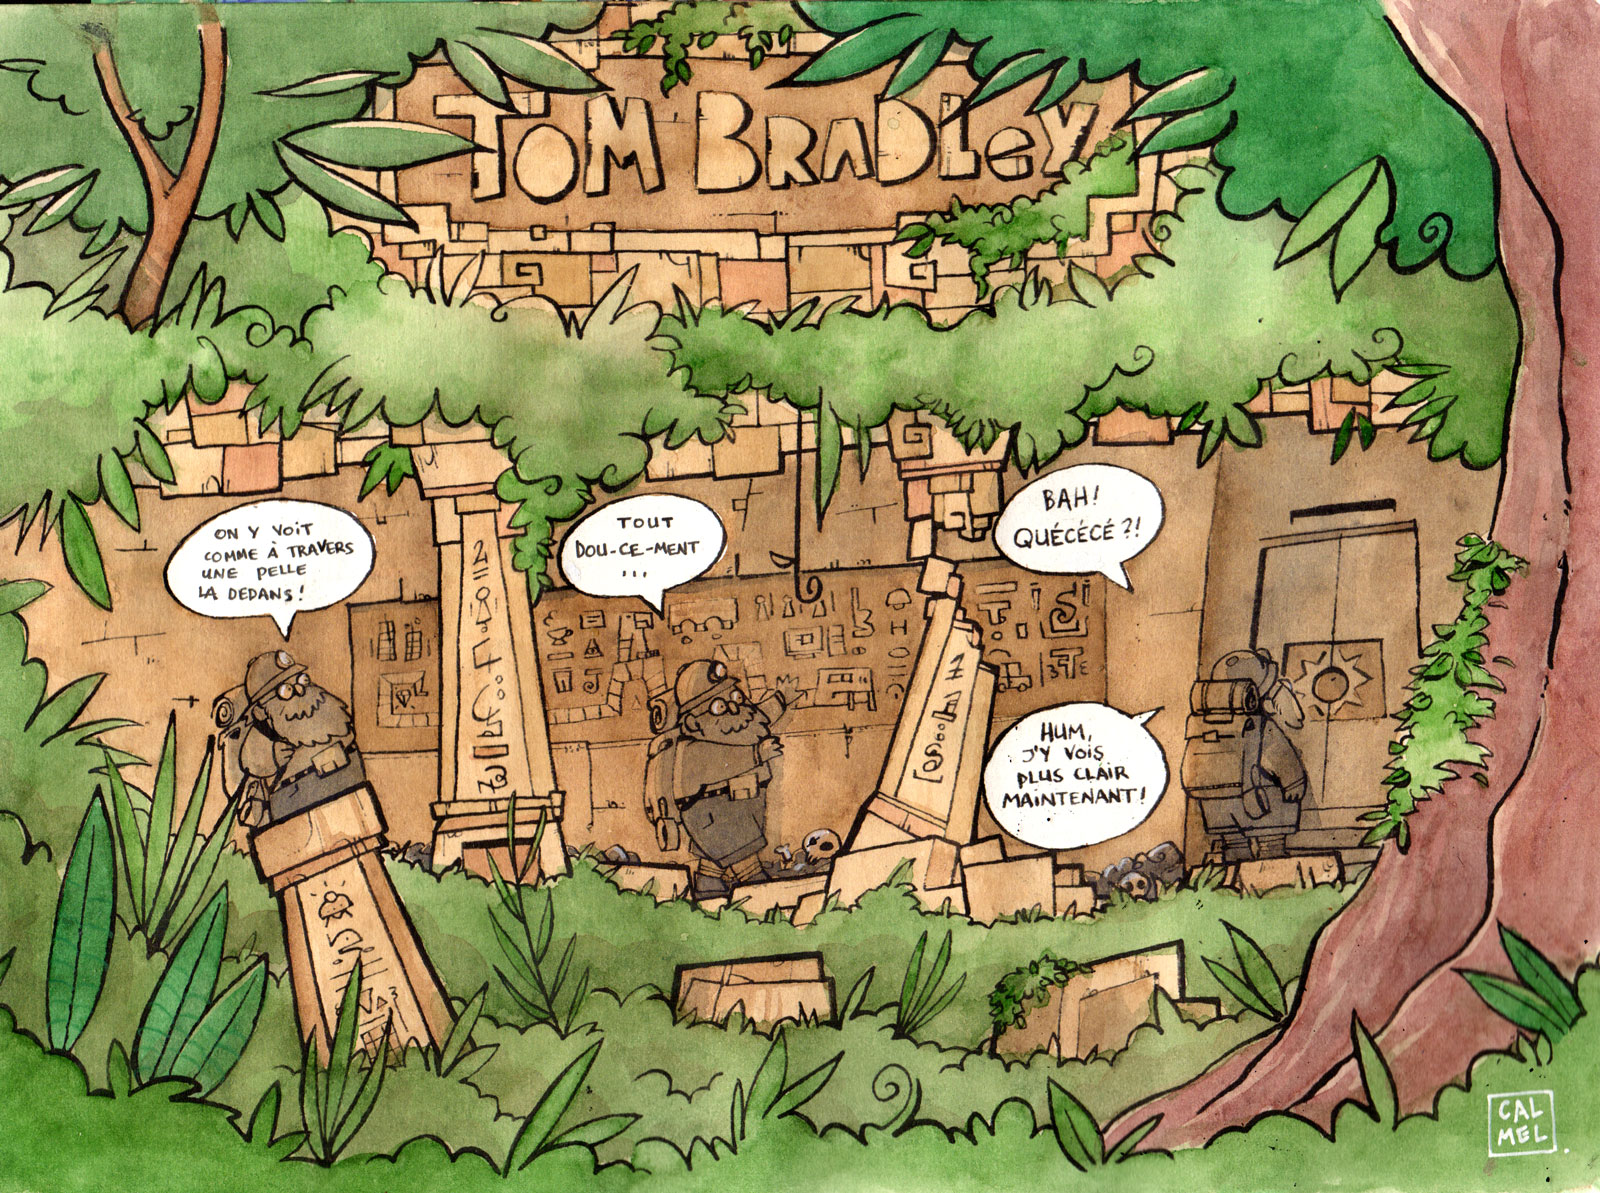 TOM BRADLEY
ON Y VOIT
COMME À TRAVERS
UNE PELLE
LA DEDANS!
TOUT
DOU-CE-MENT
...
BAH!
QUÉCÉCÉ?!
HUM,
J'Y VOIS
PLUS CLAIR
MAINTENANT!
CAL
MEL.